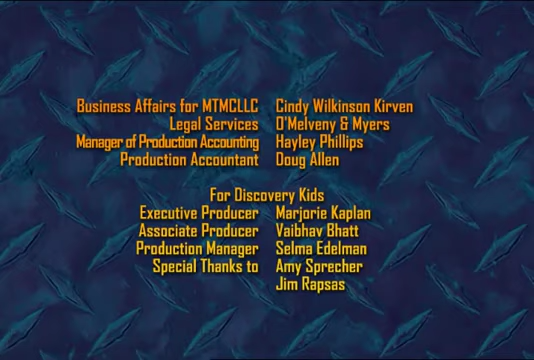 Business Affairs for MTMCLLC Cindy Wilkinson Kirven
Legal Services O'Melveny & Myers
Manager of Production Accounting Hayley Phillips
Production Accountant Doug Allen
For Discovery Kids
Executive Producer Marjorie Kaplan
Associate Producer Vaibhav Bhatt
Production Manager Selma Edelman
Special Thanks to Amy Sprecher
Jim Rapsas